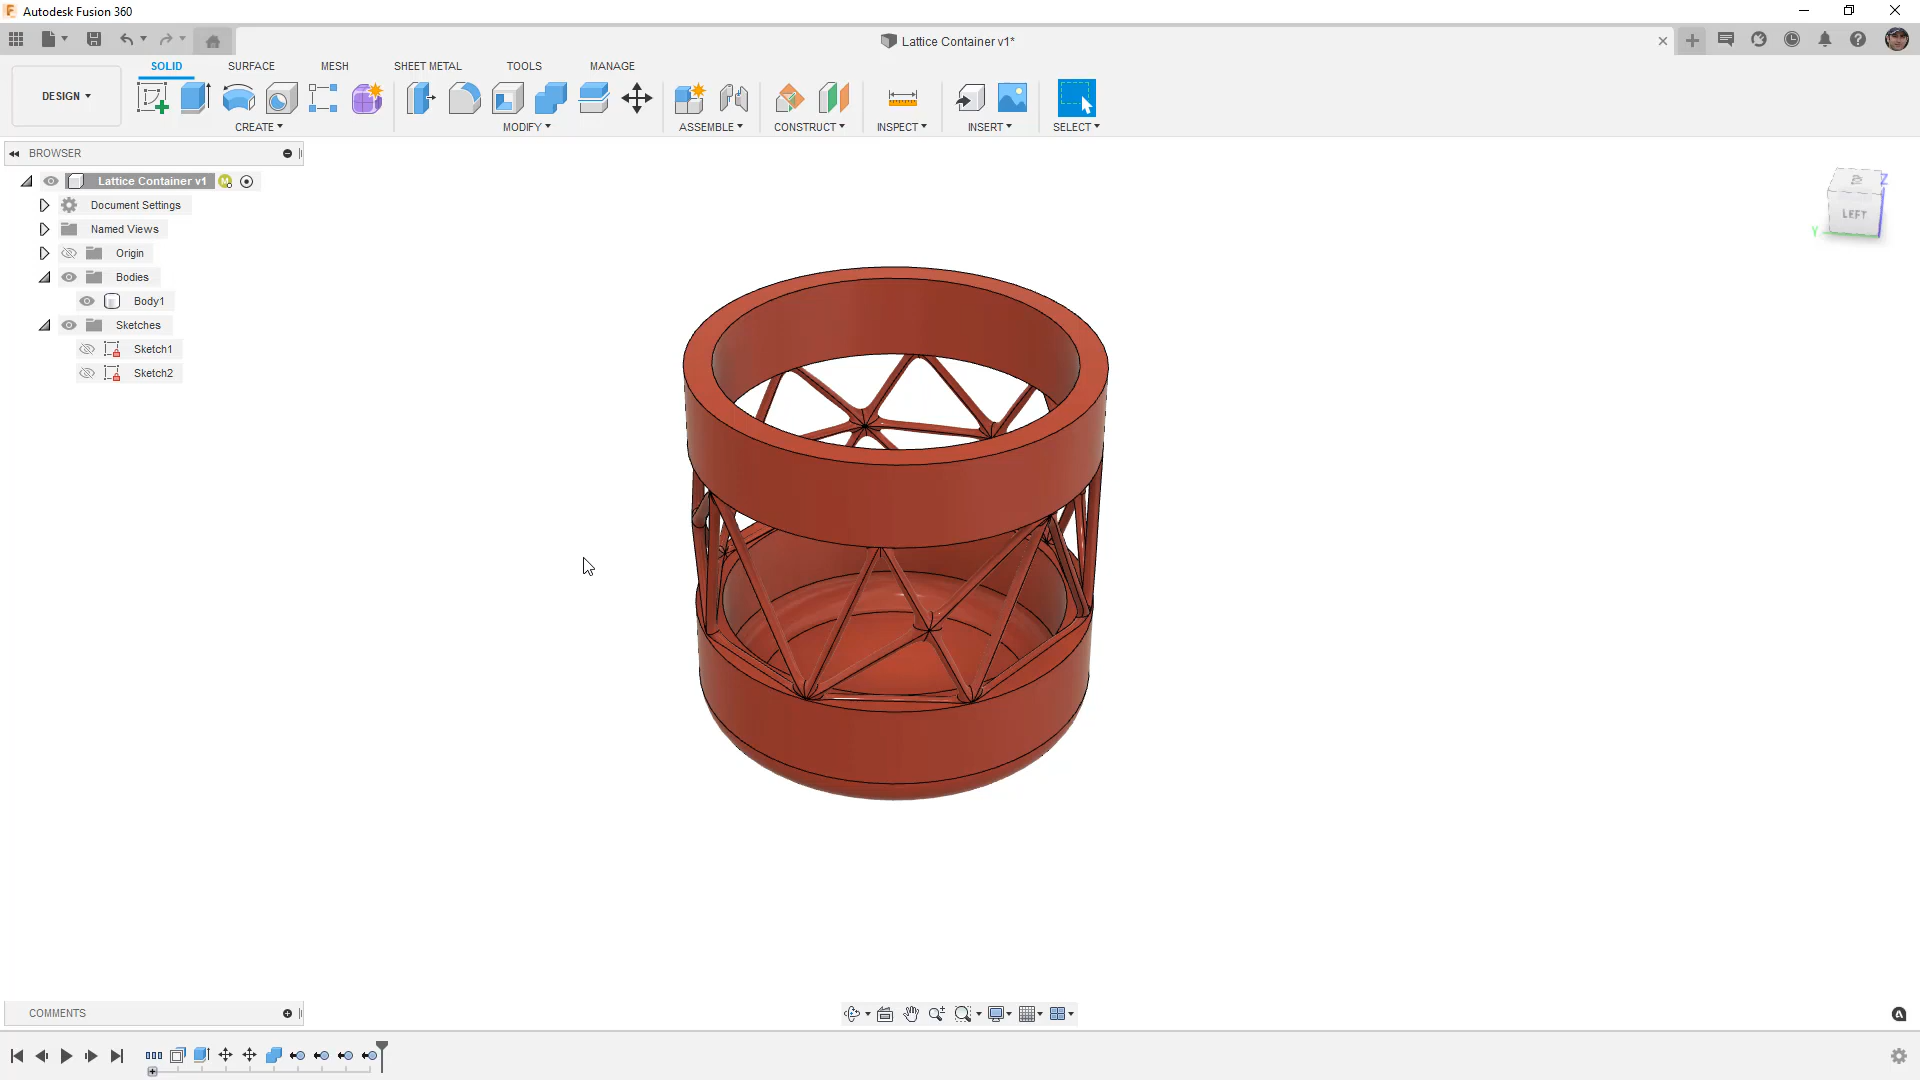 Autodesk Fusion 360
Lattice Container v1*
SOLID SURFACE MESH SHEET METAL TOOLS MANAGE
DESIGN
CREATE MODIFY ASSEMBLE CONSTRUCT INSPECT INSERT SELECT
BROWSER
Lattice Container v1
Document Settings
Named Views
Origin
Bodies
Body1
Sketches
Sketch1
Sketch2
Z
LEFT
Y
COMMENTS